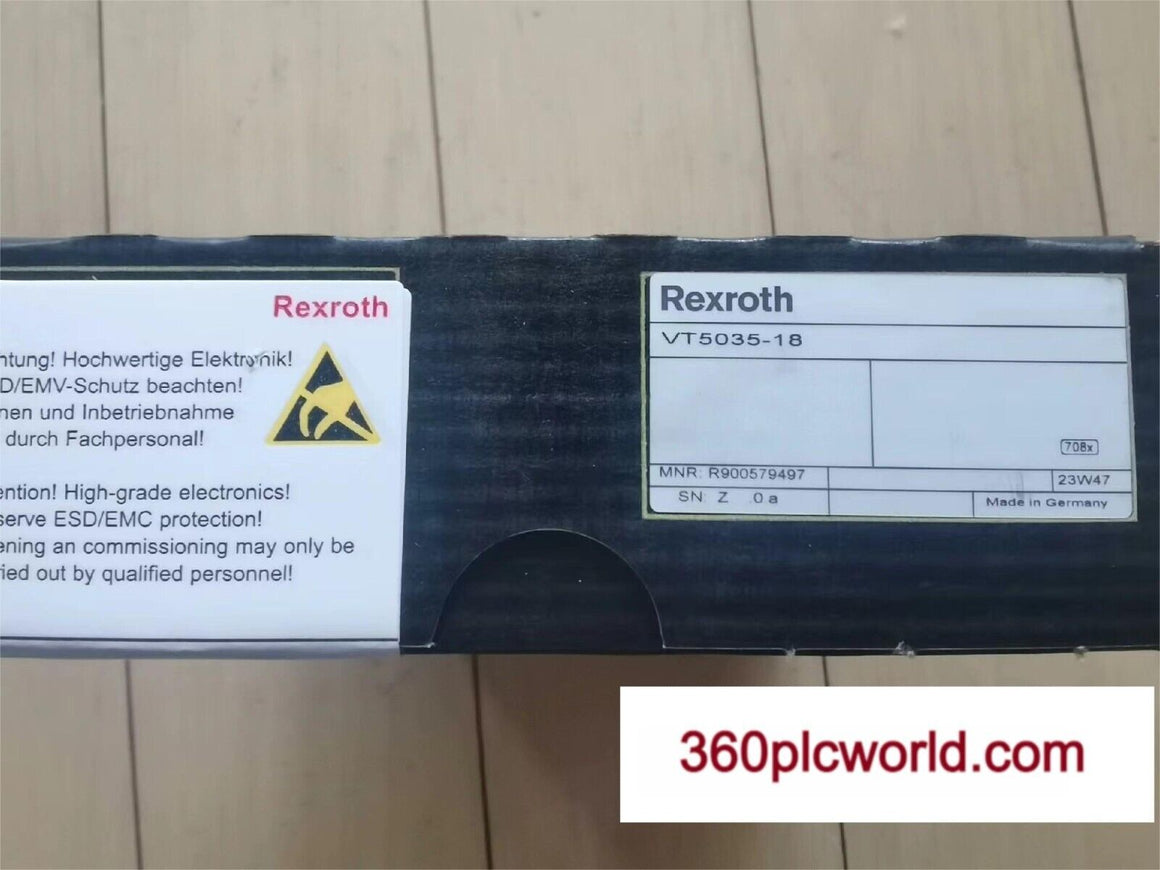 Rexroth
ntung! Hochwertige Elektronik!
D/EMV-Schutz beachten!
nen und Inbetriebnahme
durch Fachpersonal!
ention! High-grade electronics!
serve ESD/EMC protection!
ening an commissioning may only be
ied out by qualified personnel!
Rexroth
VT5035-18
708x
MNR: R900579497
23W47
SN: Z .0 a
Made in Germany
360plcworld.com